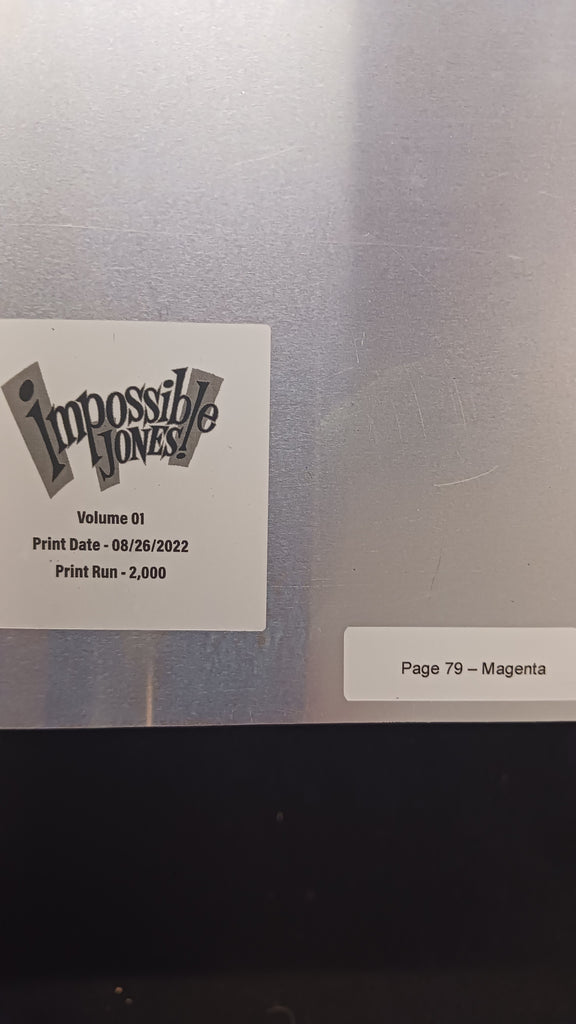 impossible
JONES!
Volume 01
Print Date - 08/26/2022
Print Run - 2,000
Page 79 – Magenta